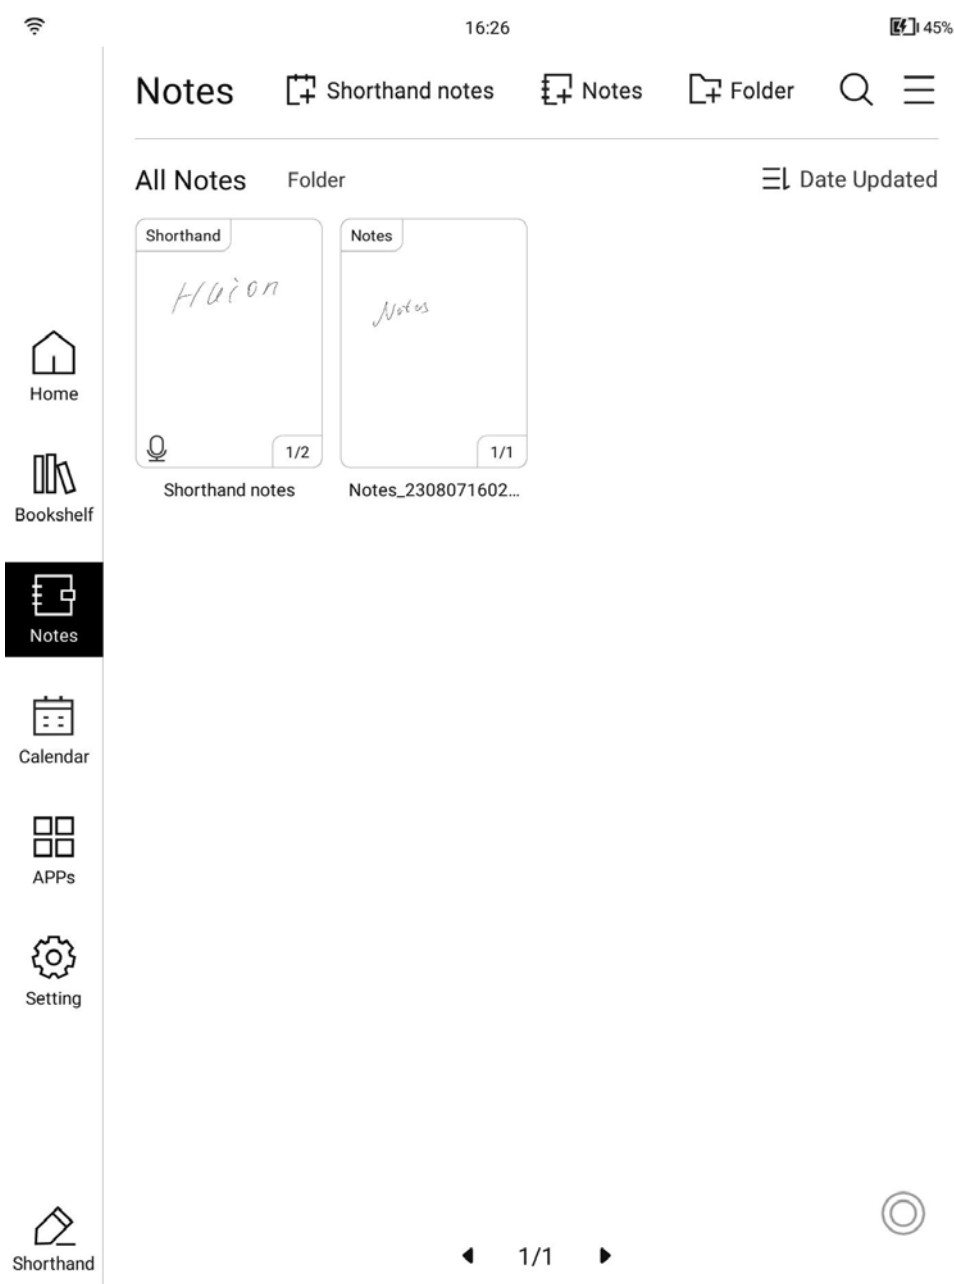 16:26
45%
Notes
Shorthand notes
Notes
Folder
All Notes
Folder
Date Updated
Shorthand
Huion
1/2
Shorthand notes
Notes
Notes
1/1
Notes_2308071602...
Home
Bookshelf
Notes
Calendar
APPs
Setting
Shorthand
1/1